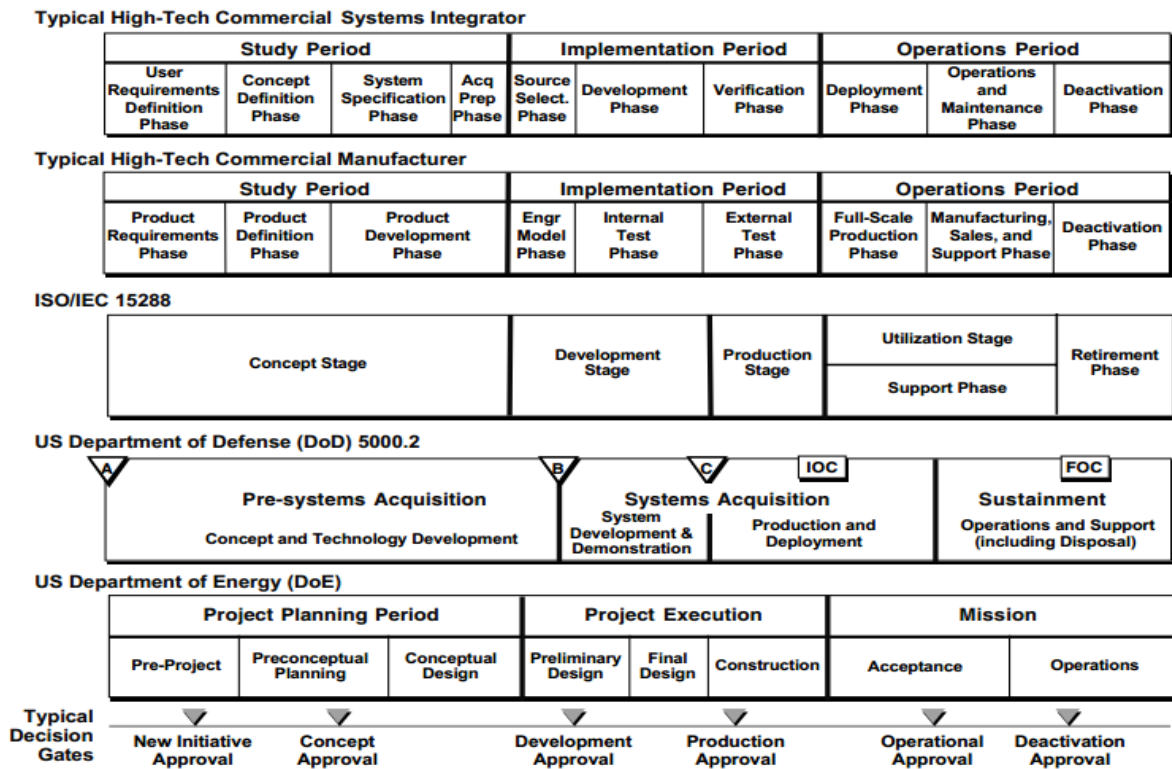 Typical High-Tech Commercial Systems Integrator
Study Period
Implementation Period
Operations Period
User
Requirements
Definition
Phase
Concept
Definition
Phase
System
Specification
Phase
Acq
Prep
Phase
Source
Select.
Phase
Development
Phase
Verification
Phase
Deployment
Phase
Operations
and
Maintenance
Phase
Deactivation
Phase
Typical High-Tech Commercial Manufacturer
Study Period
Implementation Period
Operations Period
Product
Requirements
Phase
Product
Definition
Phase
Product
Development
Phase
Engr
Model
Phase
Internal
Test
Phase
External
Test
Phase
Full-Scale
Production
Phase
Manufacturing,
Sales, and
Support Phase
Deactivation
Phase
ISO/IEC 15288
Concept Stage
Development
Stage
Production
Stage
Utilization Stage
Support Phase
Retirement
Phase
US Department of Defense (DoD) 5000.2
A
B
C
IOC
FOC
Pre-systems Acquisition
Concept and Technology Development
Systems Acquisition
System
Development &
Demonstration
Production and
Deployment
Sustainment
Operations and Support
(including Disposal)
US Department of Energy (DoE)
Project Planning Period
Project Execution
Mission
Pre-Project
Preconceptual
Planning
Conceptual
Design
Preliminary
Design
Final
Design
Construction
Acceptance
Operations
Typical
Decision
Gates
New Initiative
Approval
Concept
Approval
Development
Approval
Production
Approval
Operational
Approval
Deactivation
Approval